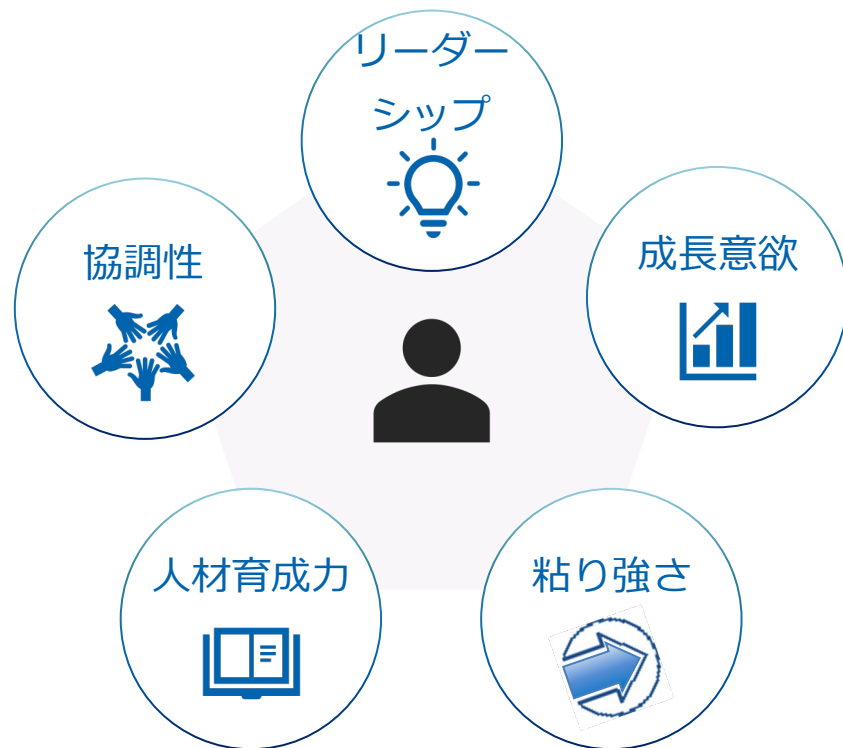 リーダー
シップ
協調性
成長意欲
人材育成力
粘り強さ